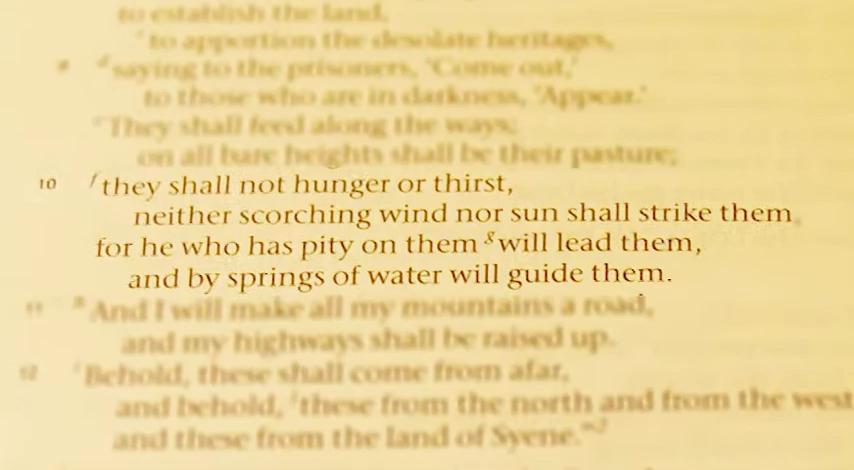 to establish the land,
to apportion the desolate heritages,
9 d saying to the prisoners, ‘Come out,’
to those who are in darkness, ‘Appear.’
e They shall feed along the ways;
on all bare heights shall be their pasture;
10 f they shall not hunger or thirst,
neither scorching wind nor sun shall strike them,
for he who has pity on them g will lead them,
and by springs of water will guide them.
11 And I will make all my mountains a road,
and my highways shall be raised up.
12 Behold, these shall come from afar,
and behold, these from the north and from the west,
and these from the land of Syene.”